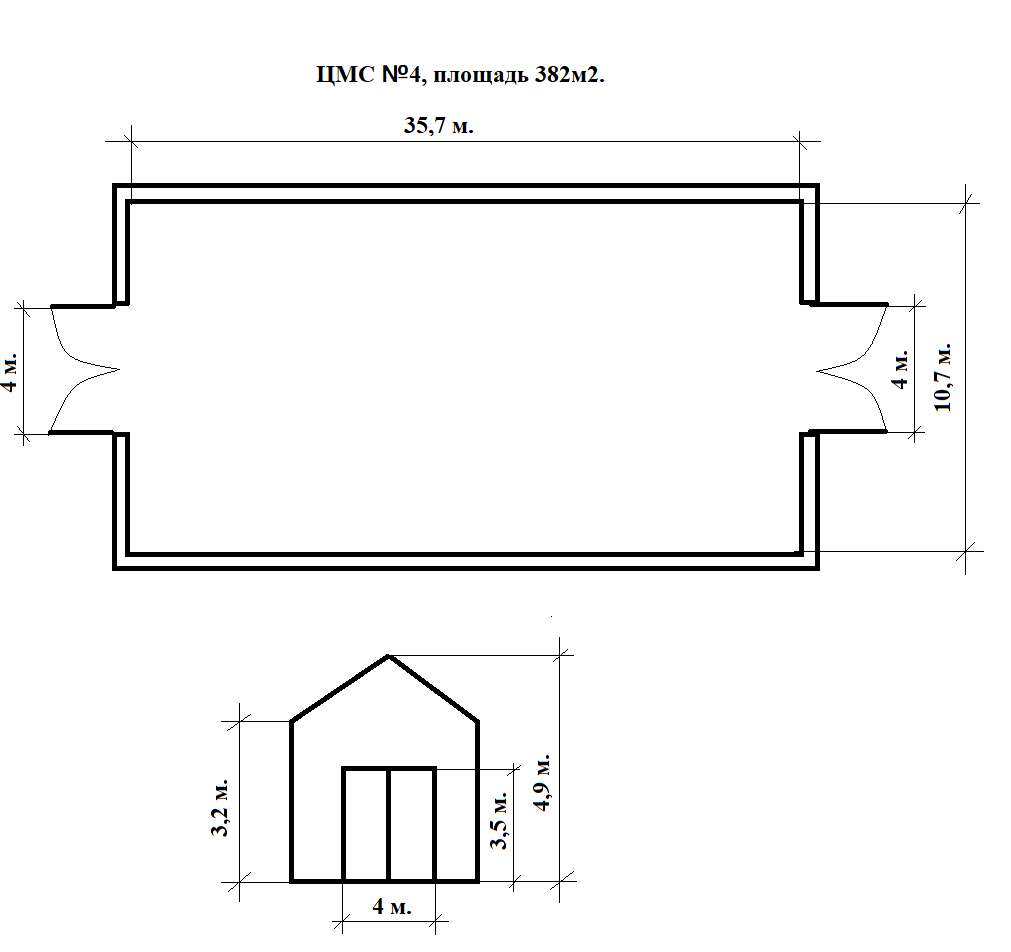 ЦМС №4, площадь 382м2.
35,7 м.
4 м.
4 м.
10,7 м.
3,2 м.
3,5 м.
4,9 м.
4 м.